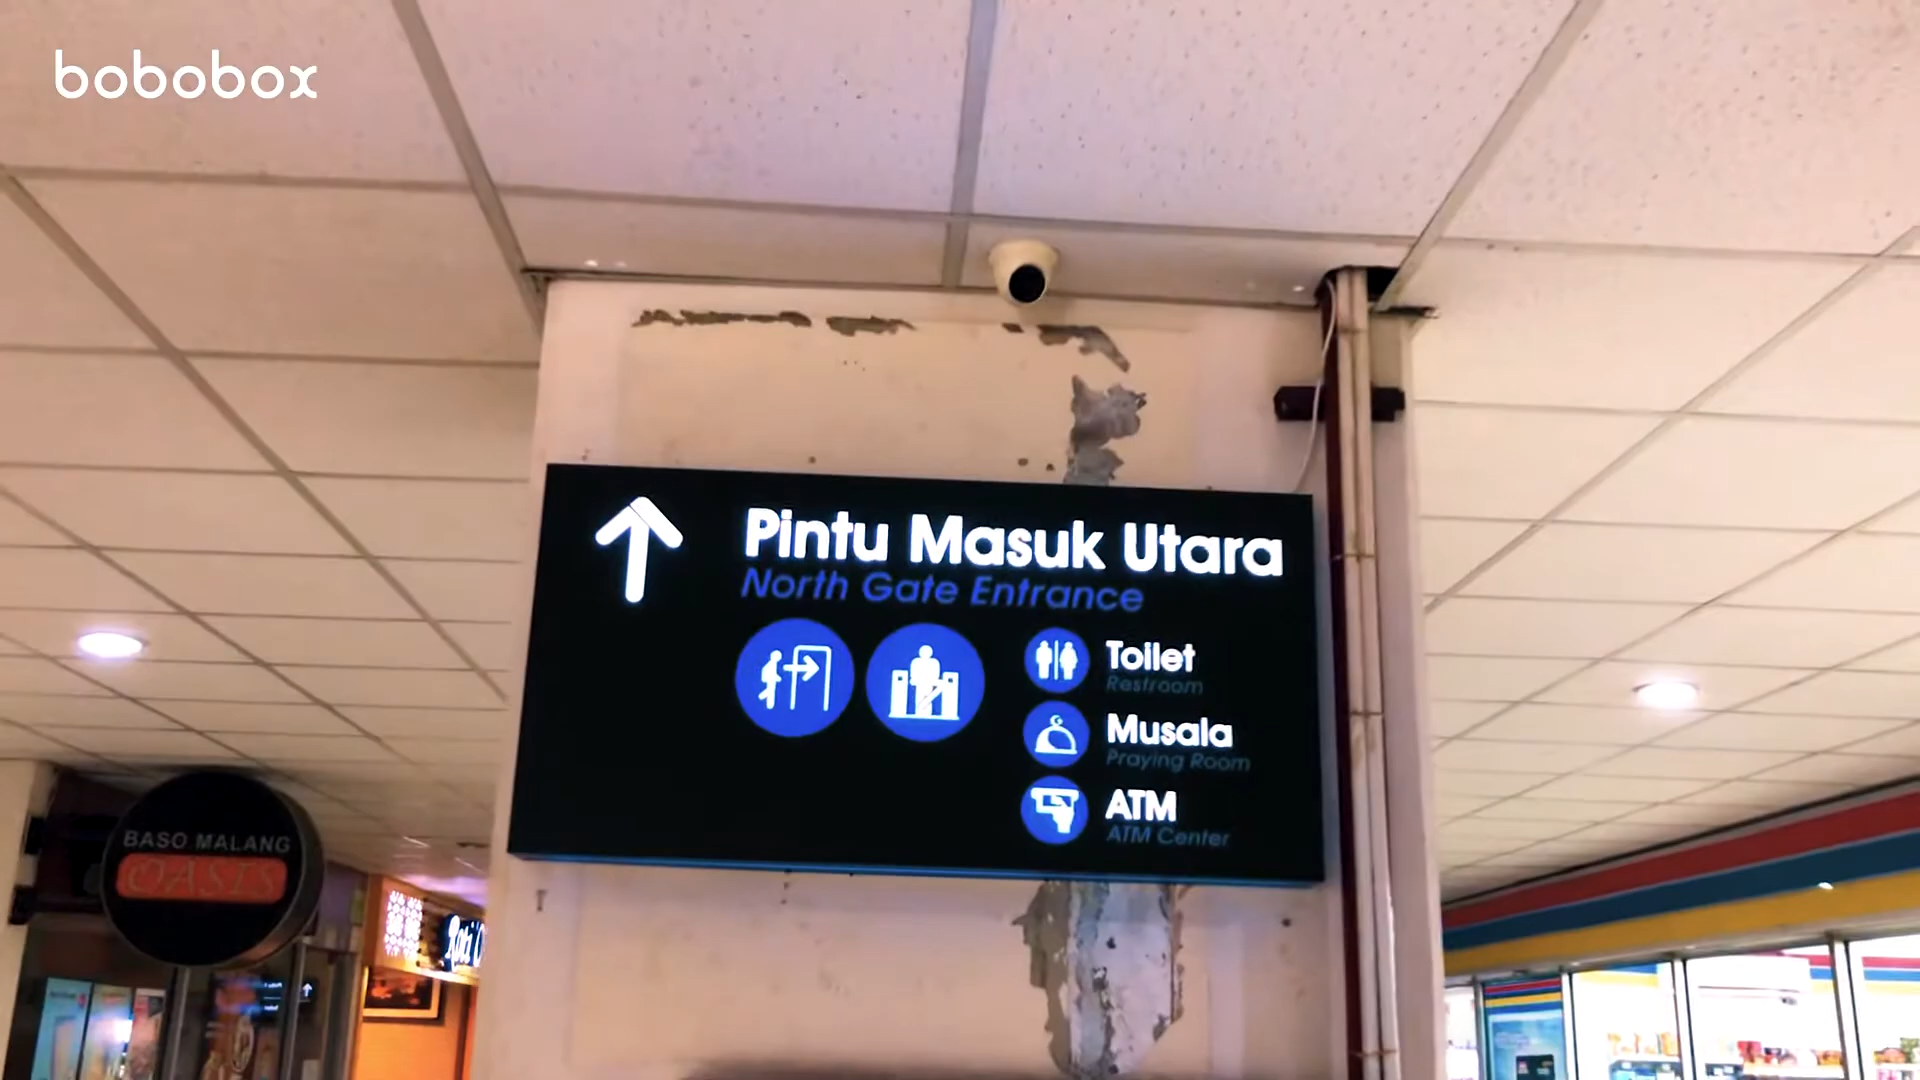 bobobox
Pintu Masuk Utara
North Gate Entrance
Toilet
Restroom
Musala
Praying Room
ATM
ATM Center
BASO MALANG
OASIS